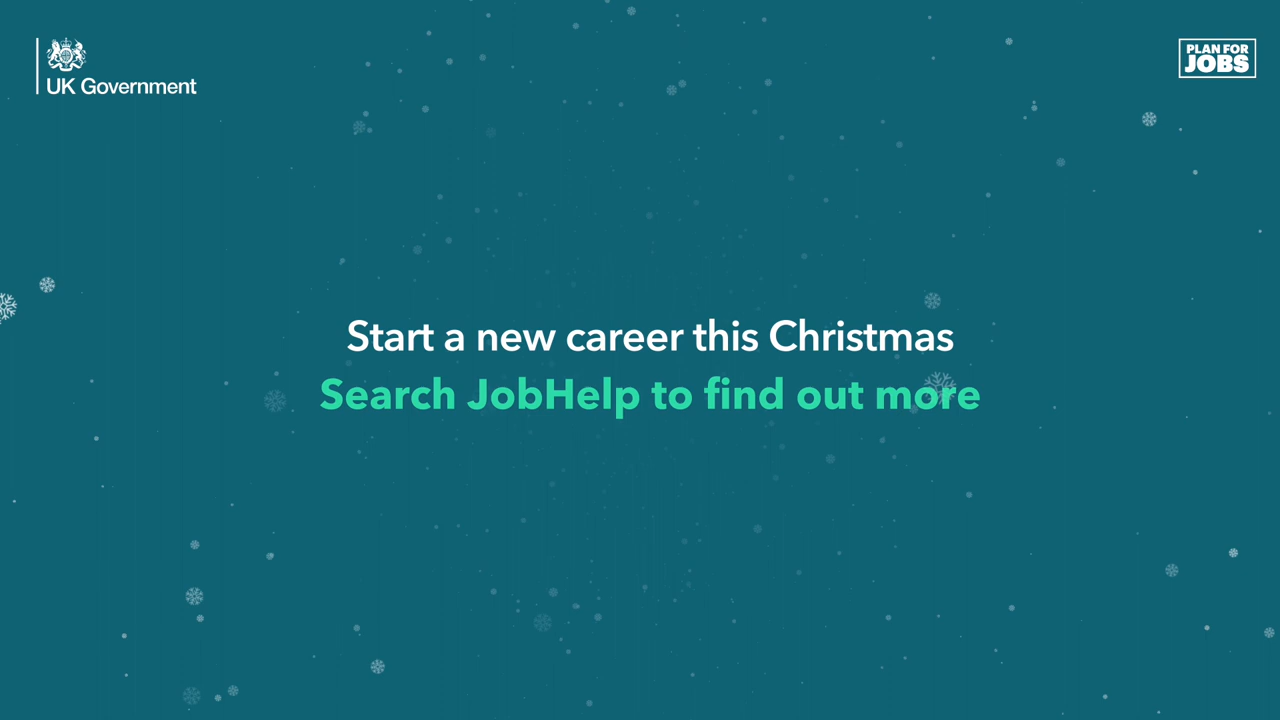 UK Government
PLAN FOR
JOBS
Start a new career this Christmas
Search JobHelp to find out more